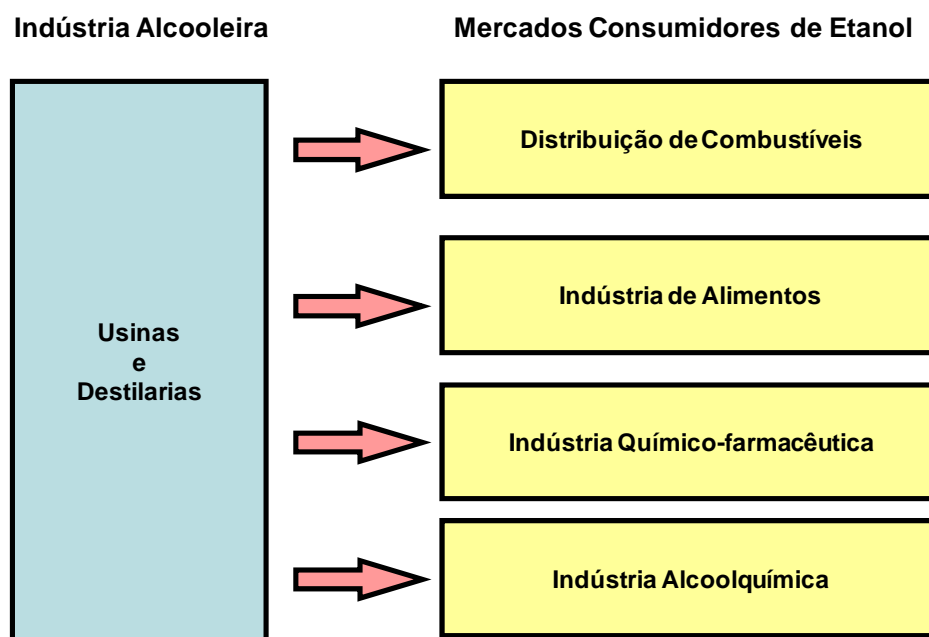 Indústria Alcooleira
Mercados Consumidores de Etanol
Usinas
e
Destilarias
Distribuição de Combustíveis
Indústria de Alimentos
Indústria Químico-farmacêutica
Indústria Alcoolquímica